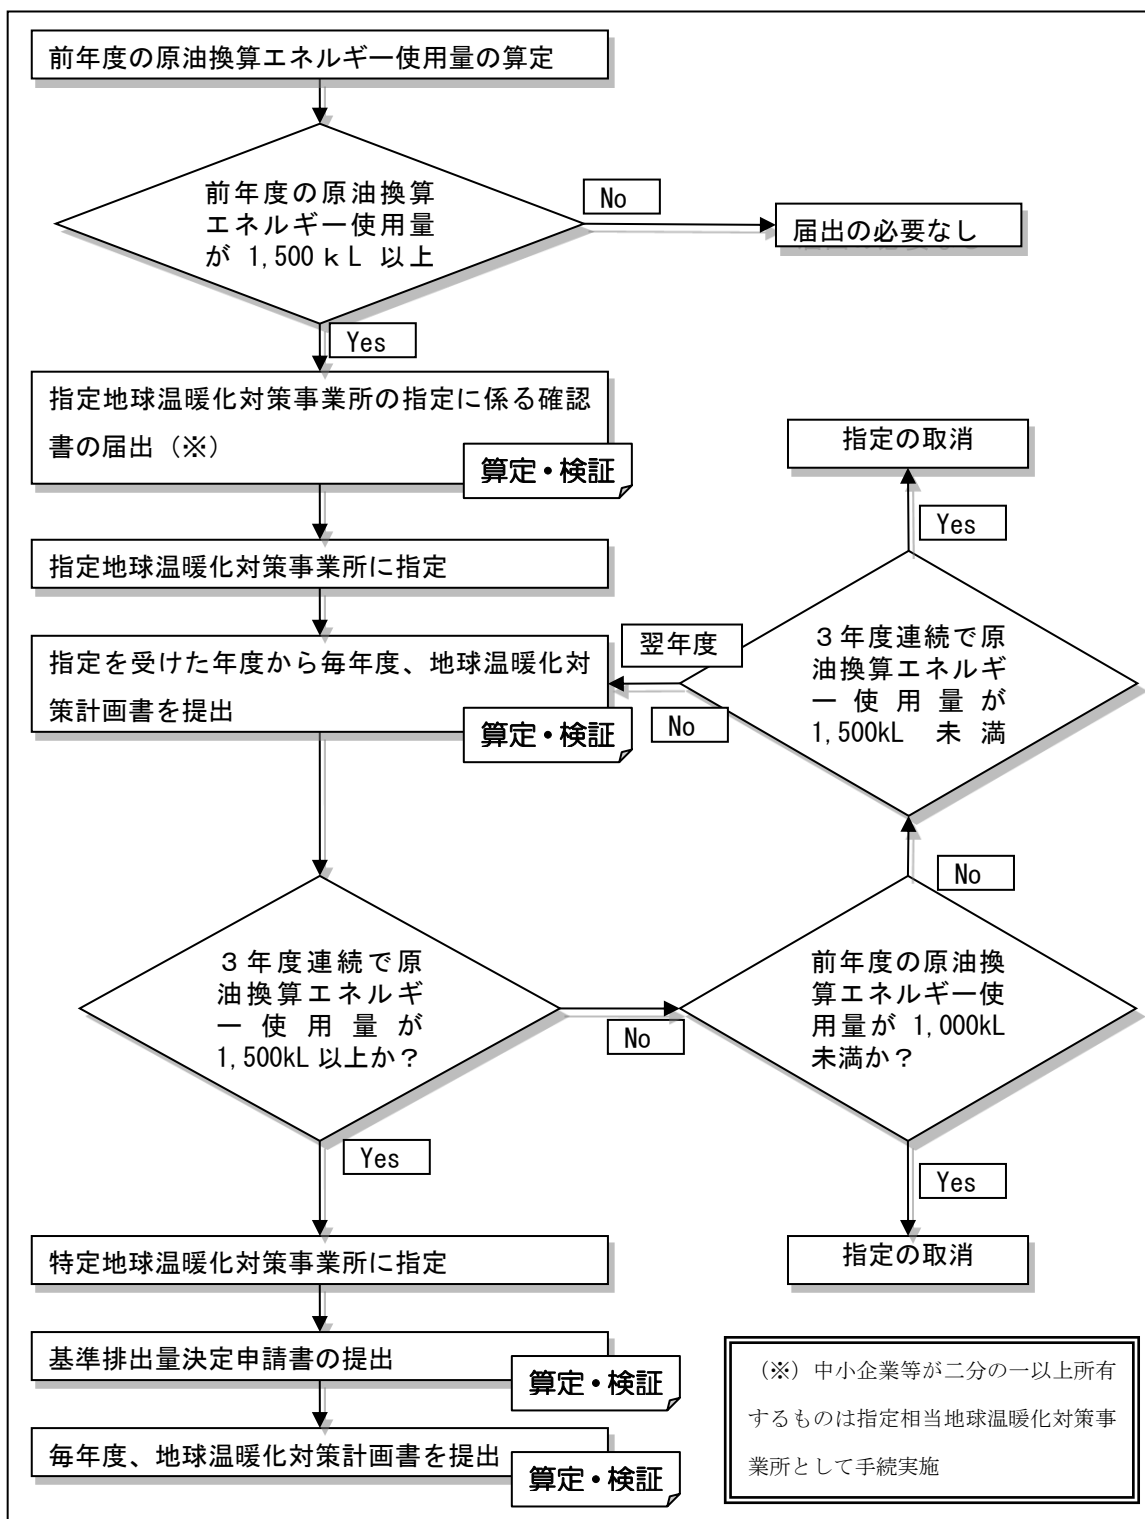 前年度の原油換算エネルギー使用量の算定
前年度の原油換算
エネルギー使用量
が 1,500 kL 以上
No
届出の必要なし
Yes
指定地球温暖化対策事業所の指定に係る確認
書の届出（※）
算定・検証
指定の取消
Yes
指定地球温暖化対策事業所に指定
３年度連続で原
油換算エネルギ
ー使用量が
1,500kL 未満
翌年度
No
指定を受けた年度から毎年度、地球温暖化対
策計画書を提出
算定・検証
No
３年度連続で原
油換算エネルギ
ー使用量が
1,500kL 以上か？
No
前年度の原油換
算エネルギー使
用量が 1,000kL
未満か？
Yes
Yes
特定地球温暖化対策事業所に指定
指定の取消
基準排出量決定申請書の提出
算定・検証
毎年度、地球温暖化対策計画書を提出
算定・検証
（※）中小企業等が二分の一以上所有
するものは指定相当地球温暖化対策事
業所として手続実施